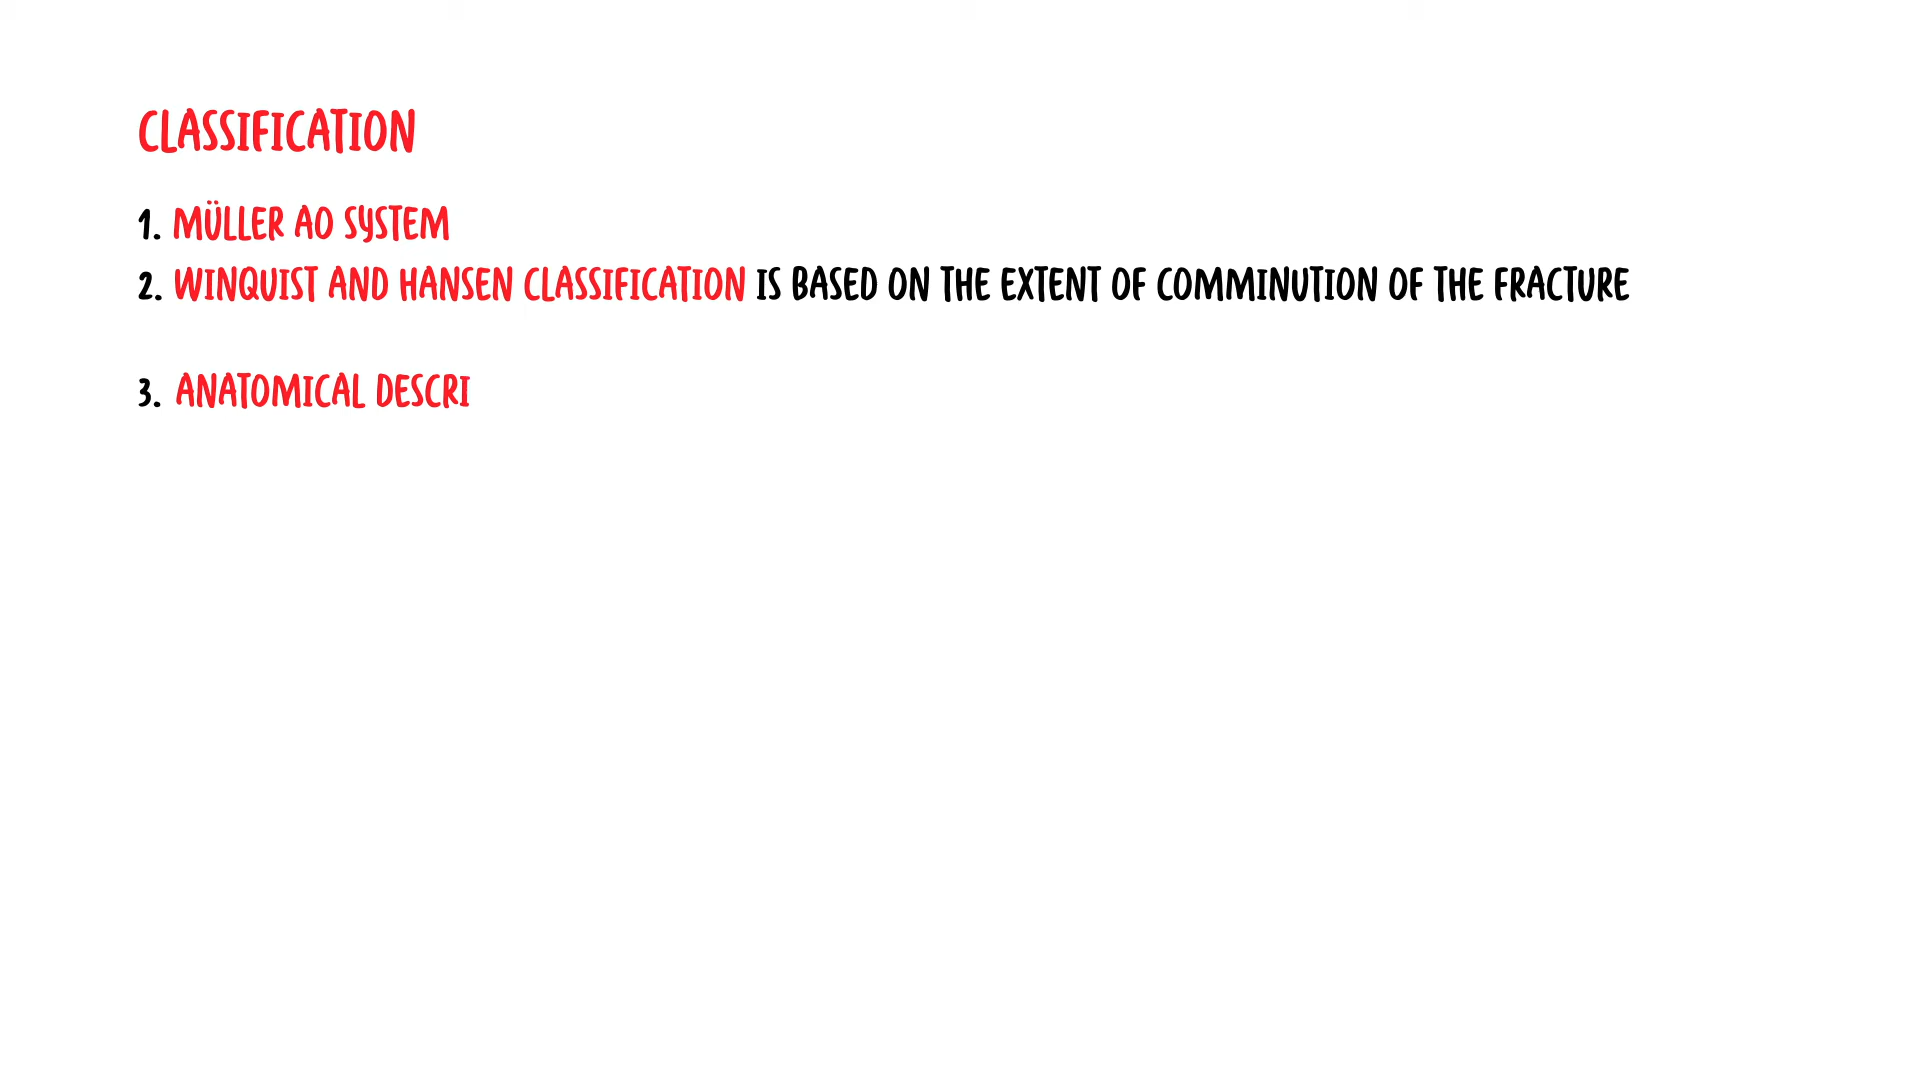 CLASSIFICATION
1. MÜLLER AO SYSTEM
2. WINQUIST AND HANSEN CLASSIFICATION IS BASED ON THE EXTENT OF COMMINUTION OF THE FRACTURE
3. ANATOMICAL DESCRI